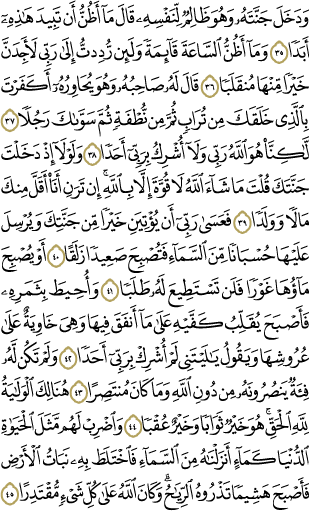 وَدَخَلَ جَنَّتَهُۥ وَهُوَ ظَالِمٌ لِّنَفْسِهِۦ قَالَ مَآ أَظُنُّ أَن تَبِيدَ هَٰذِهِۦٓ
أَبَدًا ۝٣٥ وَمَآ أَظُنُّ ٱلسَّاعَةَ قَآئِمَةً وَلَئِن رُّدِدتُّ إِلَىٰ رَبِّى لَأَجِدَنَّ
خَيْرًا مِّنْهَا مُنقَلَبًا ۝٣٦ قَالَ لَهُۥ صَاحِبُهُۥ وَهُوَ يُحَاوِرُهُۥٓ أَكَفَرْتَ
بِٱلَّذِى خَلَقَكَ مِن تُرَابٍ ثُمَّ مِن نُّطْفَةٍ ثُمَّ سَوَّىٰكَ رَجُلًا ۝٣٧
لَّٰكِنَّا۠ هُوَ ٱللَّهُ رَبِّى وَلَآ أُشْرِكُ بِرَبِّىٓ أَحَدًا ۝٣٨ وَلَوْلَآ إِذْ دَخَلْتَ
جَنَّتَكَ قُلْتَ مَا شَآءَ ٱللَّهُ لَا قُوَّةَ إِلَّا بِٱللَّهِ ۚ إِن تَرَنِ أَنَا۠ أَقَلَّ مِنكَ
مَالًا وَوَلَدًا ۝٣٩ فَعَسَىٰ رَبِّىٓ أَن يُؤْتِيَنِ خَيْرًا مِّن جَنَّتِكَ وَيُرْسِلَ
عَلَيْهَا حُسْبَانًا مِّنَ ٱلسَّمَآءِ فَتُصْبِحَ صَعِيدًا زَلَقًا ۝٤٠ أَوْ يُصْبِحَ
مَآؤُهَا غَوْرًا فَلَن تَسْتَطِيعَ لَهُۥ طَلَبًا ۝٤١ وَأُحِيطَ بِثَمَرِهِۦ
فَأَصْبَحَ يُقَلِّبُ كَفَّيْهِ عَلَىٰ مَآ أَنفَقَ فِيهَا وَهِىَ خَاوِيَةٌ عَلَىٰ
عُرُوشِهَا وَيَقُولُ يَٰلَيْتَنِى لَمْ أُشْرِكْ بِرَبِّىٓ أَحَدًا ۝٤٢ وَلَمْ تَكُن لَّهُۥ
فِئَةٌ يَنصُرُونَهُۥ مِن دُونِ ٱللَّهِ وَمَا كَانَ مُنتَصِرًا ۝٤٣ هُنَالِكَ ٱلْوَلَٰيَةُ
لِلَّهِ ٱلْحَقِّ ۚ هُوَ خَيْرٌ ثَوَابًا وَخَيْرٌ عُقْبًا ۝٤٤ وَٱضْرِبْ لَهُم مَّثَلَ ٱلْحَيَوٰةِ
ٱلدُّنْيَا كَمَآءٍ أَنزَلْنَٰهُ مِنَ ٱلسَّمَآءِ فَٱخْتَلَطَ بِهِۦ نَبَاتُ ٱلْأَرْضِ
فَأَصْبَحَ هَشِيمًا تَذْرُوهُ ٱلرِّيَٰحُ ۗ وَكَانَ ٱللَّهُ عَلَىٰ كُلِّ شَىْءٍ مُّقْتَدِرًا ۝٤٥